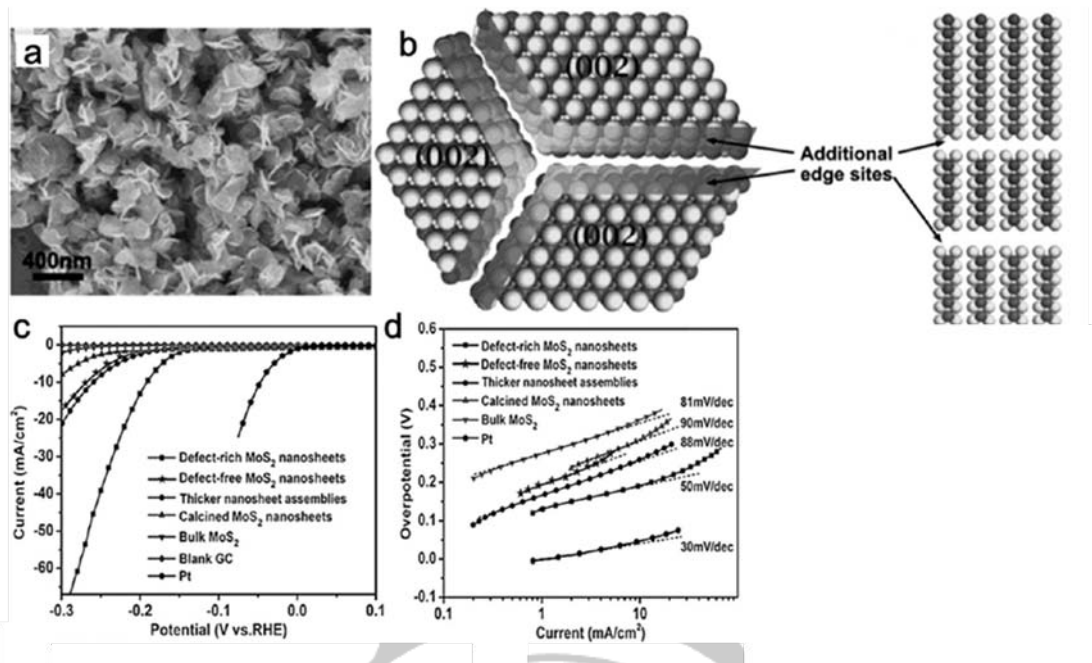 a
400nm
b
(002)
(002)
(002)
Additional
edge sites
c
Current (mA/cm²)
0
-10
-20
-30
-40
-50
-60
Defect-rich MoS₂ nanosheets
Defect-free MoS₂ nanosheets
Thicker nanosheet assemblies
Calcined MoS₂ nanosheets
Bulk MoS₂
Blank GC
Pt
-0.3 -0.2 -0.1 0.0 0.1
Potential (V vs.RHE)
d
Overpotential (V)
0.6
0.5
0.4
0.3
0.2
0.1
0.0
-0.1
Defect-rich MoS₂ nanosheets
Defect-free MoS₂ nanosheets
Thicker nanosheet assemblies
Calcined MoS₂ nanosheets
Bulk MoS₂
Pt
81mV/dec
90mV/dec
88mV/dec
50mV/dec
30mV/dec
0.1 1 10
Current (mA/cm²)